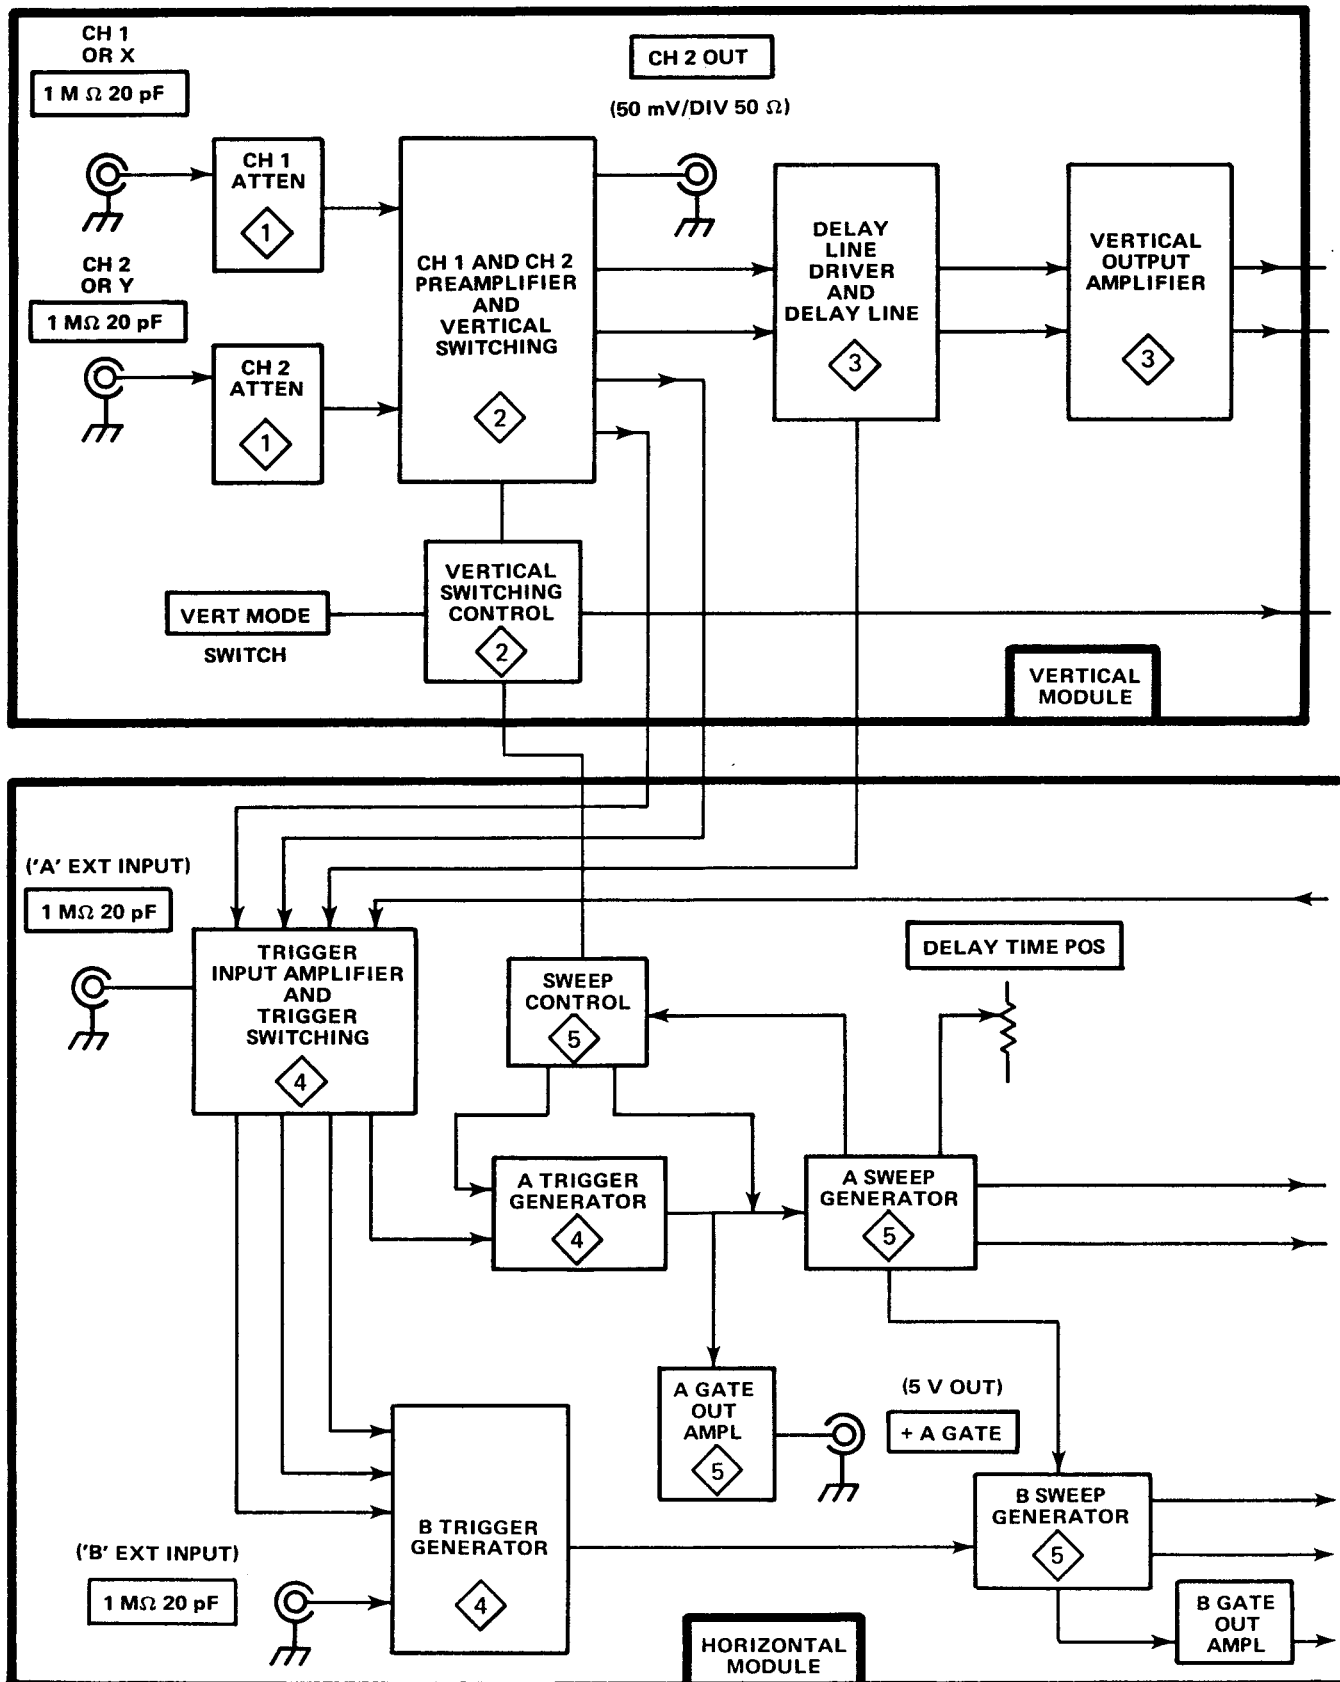 CH 1
OR X
1 M Ω 20 pF
CH 2 OUT
(50 mV/DIV 50 Ω)
CH 1
ATTEN
1
CH 2
OR Y
1 MΩ 20 pF
CH 2
ATTEN
1
CH 1 AND CH 2
PREAMPLIFIER
AND
VERTICAL
SWITCHING
2
DELAY
LINE
DRIVER
AND
DELAY LINE
3
VERTICAL
OUTPUT
AMPLIFIER
3
VERT MODE
SWITCH
VERTICAL
SWITCHING
CONTROL
2
VERTICAL
MODULE
('A' EXT INPUT)
1 MΩ 20 pF
TRIGGER
INPUT AMPLIFIER
AND
TRIGGER
SWITCHING
4
SWEEP
CONTROL
5
DELAY TIME POS
A TRIGGER
GENERATOR
4
A SWEEP
GENERATOR
5
A GATE
OUT
AMPL
5
(5 V OUT)
+ A GATE
B TRIGGER
GENERATOR
4
('B' EXT INPUT)
1 MΩ 20 pF
B SWEEP
GENERATOR
5
B GATE
OUT
AMPL
HORIZONTAL
MODULE